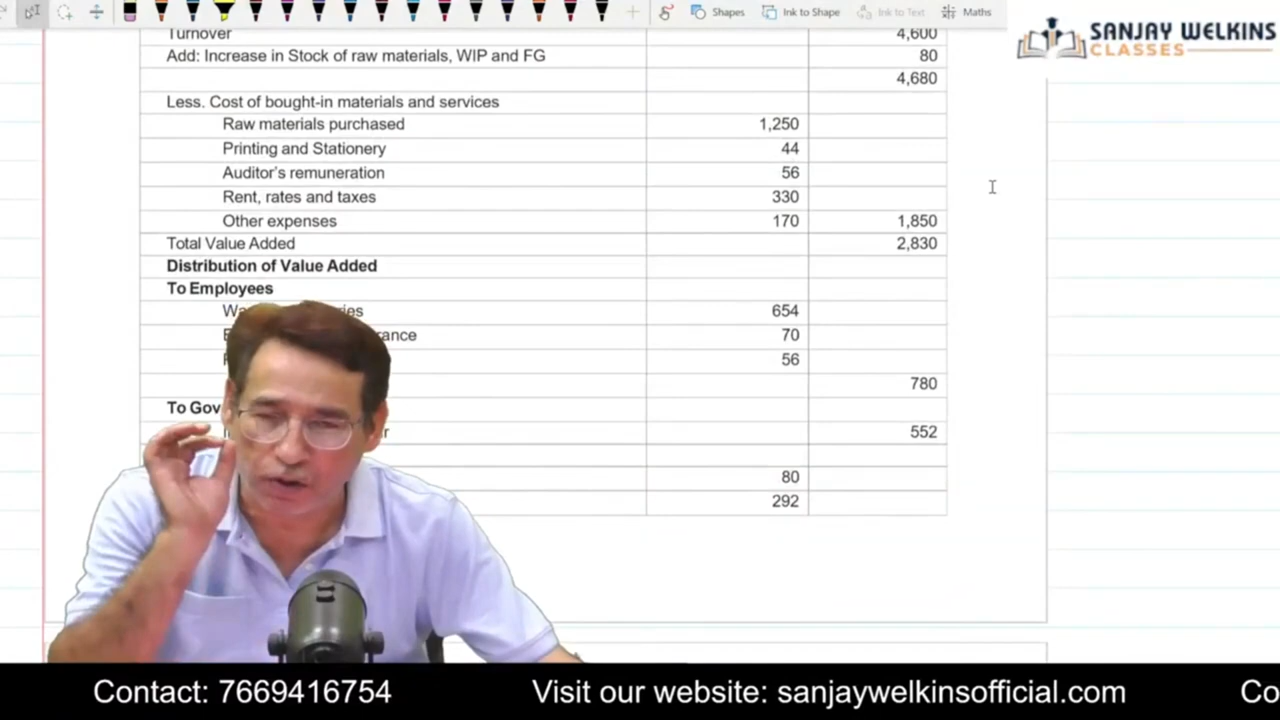 Shapes Ink to Shape Ink to Text Maths
SANJAY WELKINS
CLASSES
Turnover 4,600
Add: Increase in Stock of raw materials, WIP and FG 80
4,680
Less. Cost of bought-in materials and services
Raw materials purchased 1,250
Printing and Stationery 44
Auditor's remuneration 56
Rent, rates and taxes 330
Other expenses 170 1,850
Total Value Added 2,830
Distribution of Value Added
To Employees
654
70
56
780
To
552
80
292
Contact: 7669416754 Visit our website: sanjaywelkinsofficial.com Co